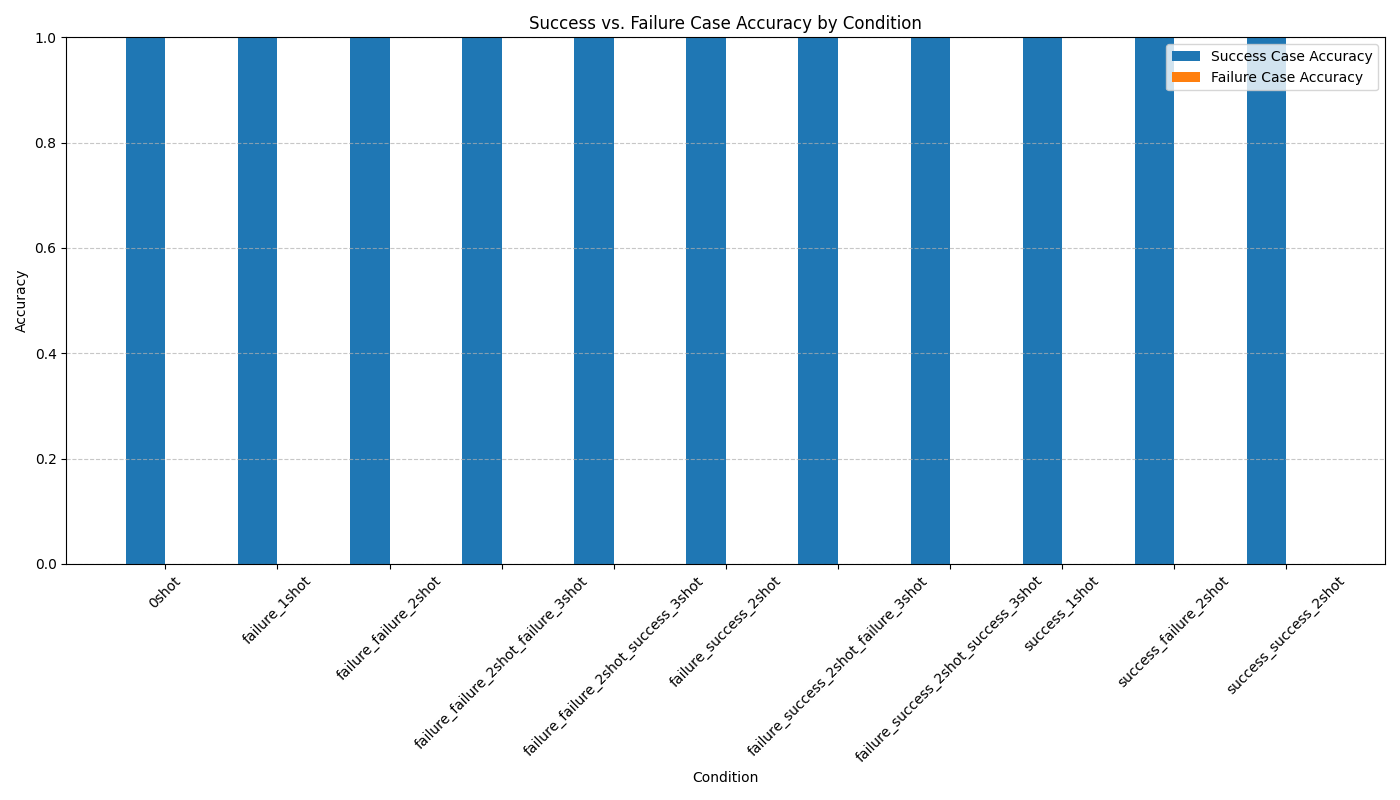 Success vs. Failure Case Accuracy by Condition
Success Case Accuracy
Failure Case Accuracy
1.0
0.8
0.6
0.4
0.2
0.0
Accuracy
0shot
failure_1shot
failure_failure_2shot
failure_failure_2shot_failure_3shot
failure_failure_2shot_success_3shot
failure_success_2shot
failure_success_2shot_failure_3shot
failure_success_2shot_success_3shot
success_1shot
success_failure_2shot
success_success_2shot
Condition